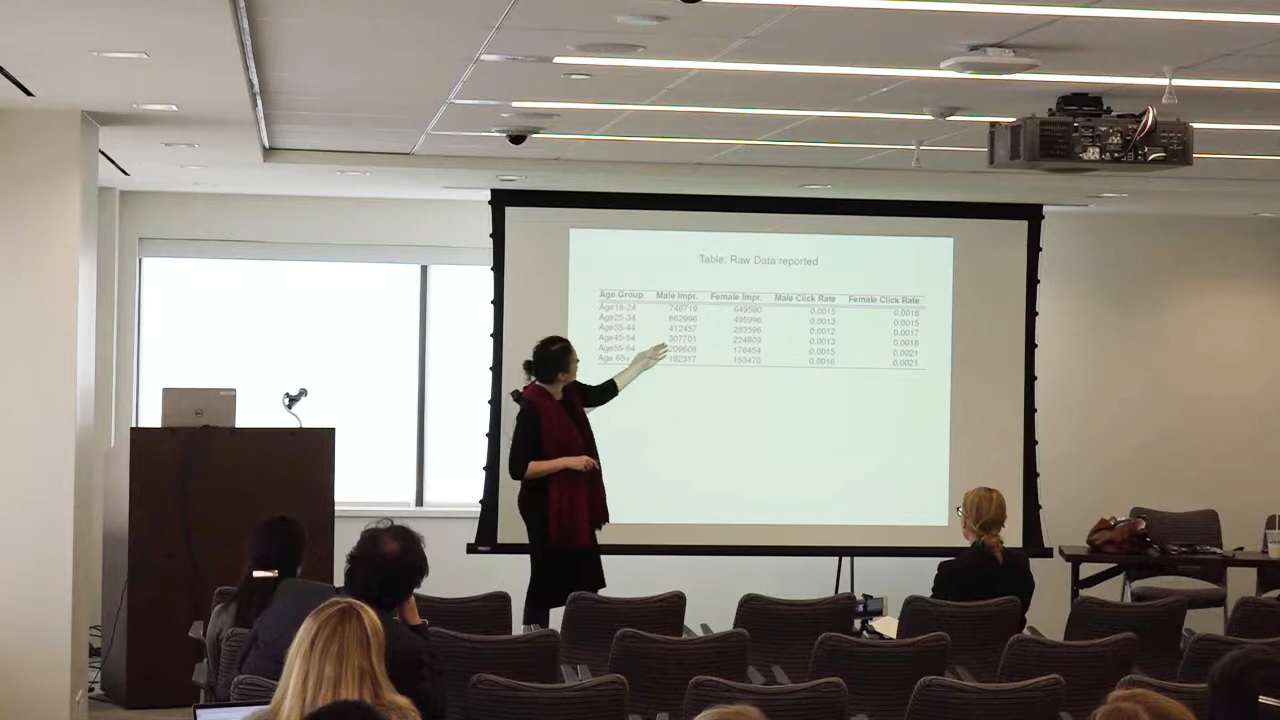 Table: Raw Data reported
Age Group Male Impr. Female Impr. Male Click Rate Female Click Rate
Age18-24 746719 649590 0.0015 0.0018
Age25-34 662996 495996 0.0013 0.0015
Age35-44 412457 283596 0.0012 0.0017
Age45-54 307701 224809 0.0013 0.0018
Age55-64 209608 176454 0.0015 0.0021
Age 65+ 192317 153470 0.0016 0.0021